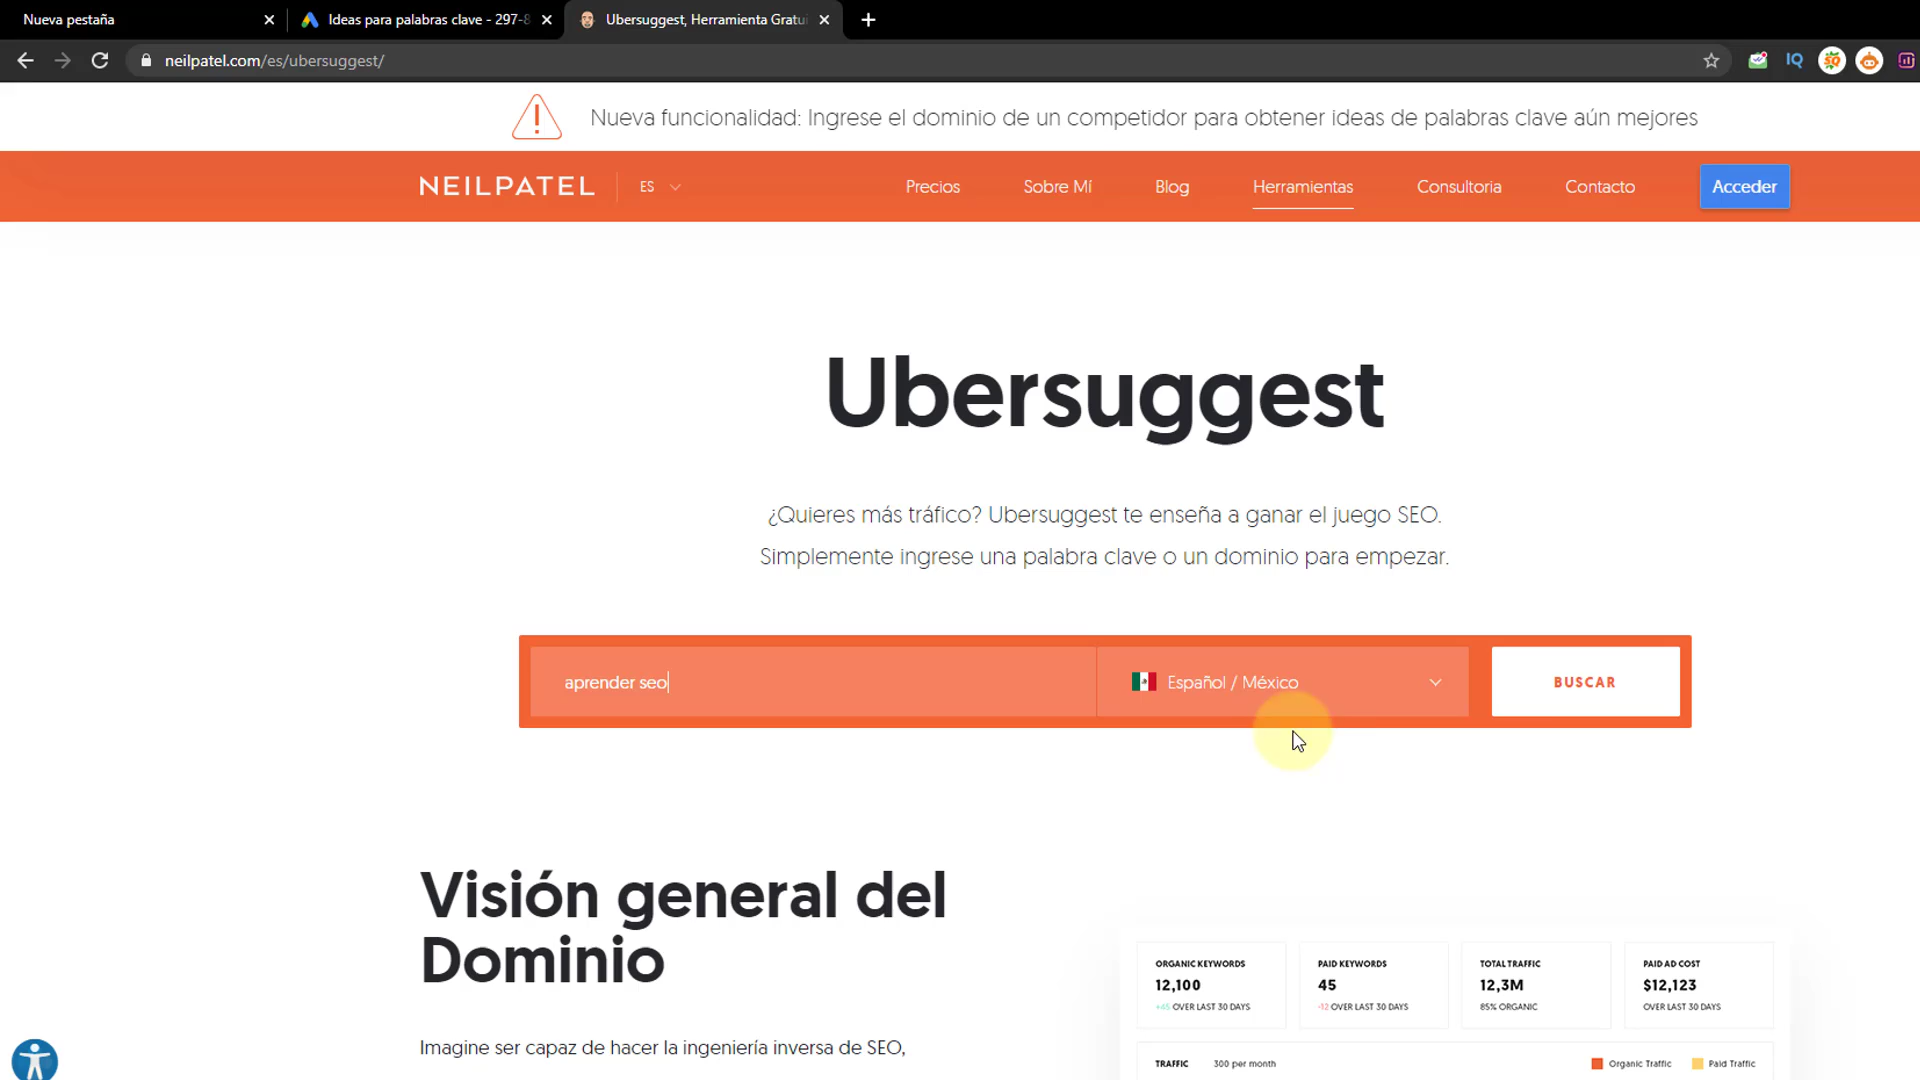 Nueva pestaña
Ideas para palabras clave - 297-8
Ubersuggest, Herramienta Gratu
neilpatel.com/es/ubersuggest/
IQ
SQ
Nueva funcionalidad: Ingrese el dominio de un competidor para obtener ideas de palabras clave aún mejores
NEILPATEL
ES
Precios
Sobre Mí
Blog
Herramientas
Consultoria
Contacto
Acceder
Ubersuggest
¿Quieres más tráfico? Ubersuggest te enseña a ganar el juego SEO.
Simplemente ingrese una palabra clave o un dominio para empezar.
aprender seo
Español / México
BUSCAR
Visión general del
Dominio
Imagine ser capaz de hacer la ingeniería inversa de SEO,
ORGANIC KEYWORDS
12,100
+45 OVER LAST 30 DAYS
PAID KEYWORDS
45
-12 OVER LAST 30 DAYS
TOTAL TRAFFIC
12,3M
85% ORGANIC
PAID AD COST
$12,123
OVER LAST 30 DAYS
TRAFFIC
300 per month
Organic Traffic
Paid Traffic